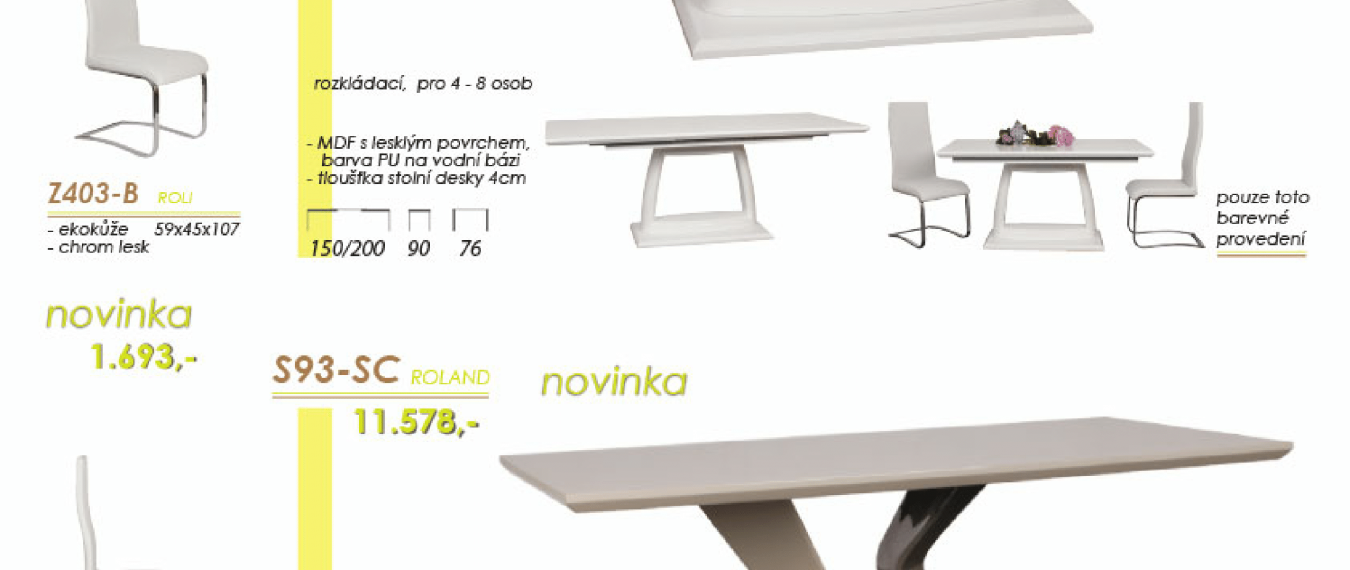 rozkládací, pro 4 - 8 osob
- MDF s lesklým povrchem,
barva PU na vodní bázi
- tloušťka stolní desky 4cm
150/200 90 76
Z403-B ROLI
- ekokůže 59x45x107
- chrom lesk
pouze toto
barevné
provedení
novinka
1.693,-
S93-SC ROLAND
11.578,-
novinka